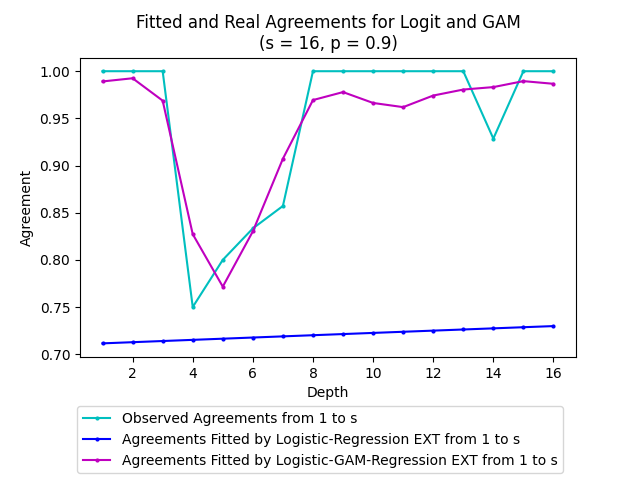 Fitted and Real Agreements for Logit and GAM
(s = 16, p = 0.9)
1.00
0.95
0.90
0.85
0.80
0.75
0.70
Agreement
2 4 6 8 10 12 14 16
Depth
Observed Agreements from 1 to s
Agreements Fitted by Logistic-Regression EXT from 1 to s
Agreements Fitted by Logistic-GAM-Regression EXT from 1 to s